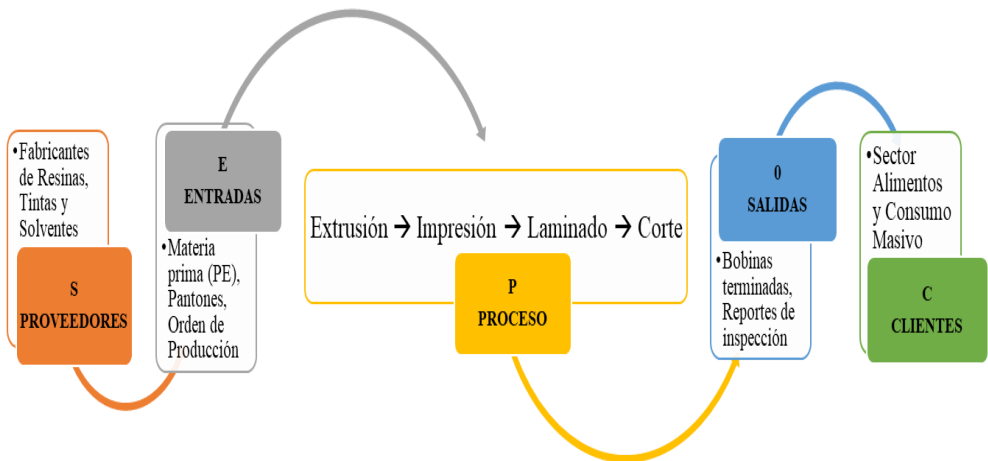 •Fabricantes
de Resinas,
Tintas y
Solventes
S
PROVEEDORES
E
ENTRADAS
•Materia
prima (PE),
Pantones,
Orden de
Producción
Extrusión → Impresión → Laminado → Corte
P
PROCESO
0
SALIDAS
•Bobinas
terminadas,
Reportes de
inspección
•Sector
Alimentos
y Consumo
Masivo
C
CLIENTES